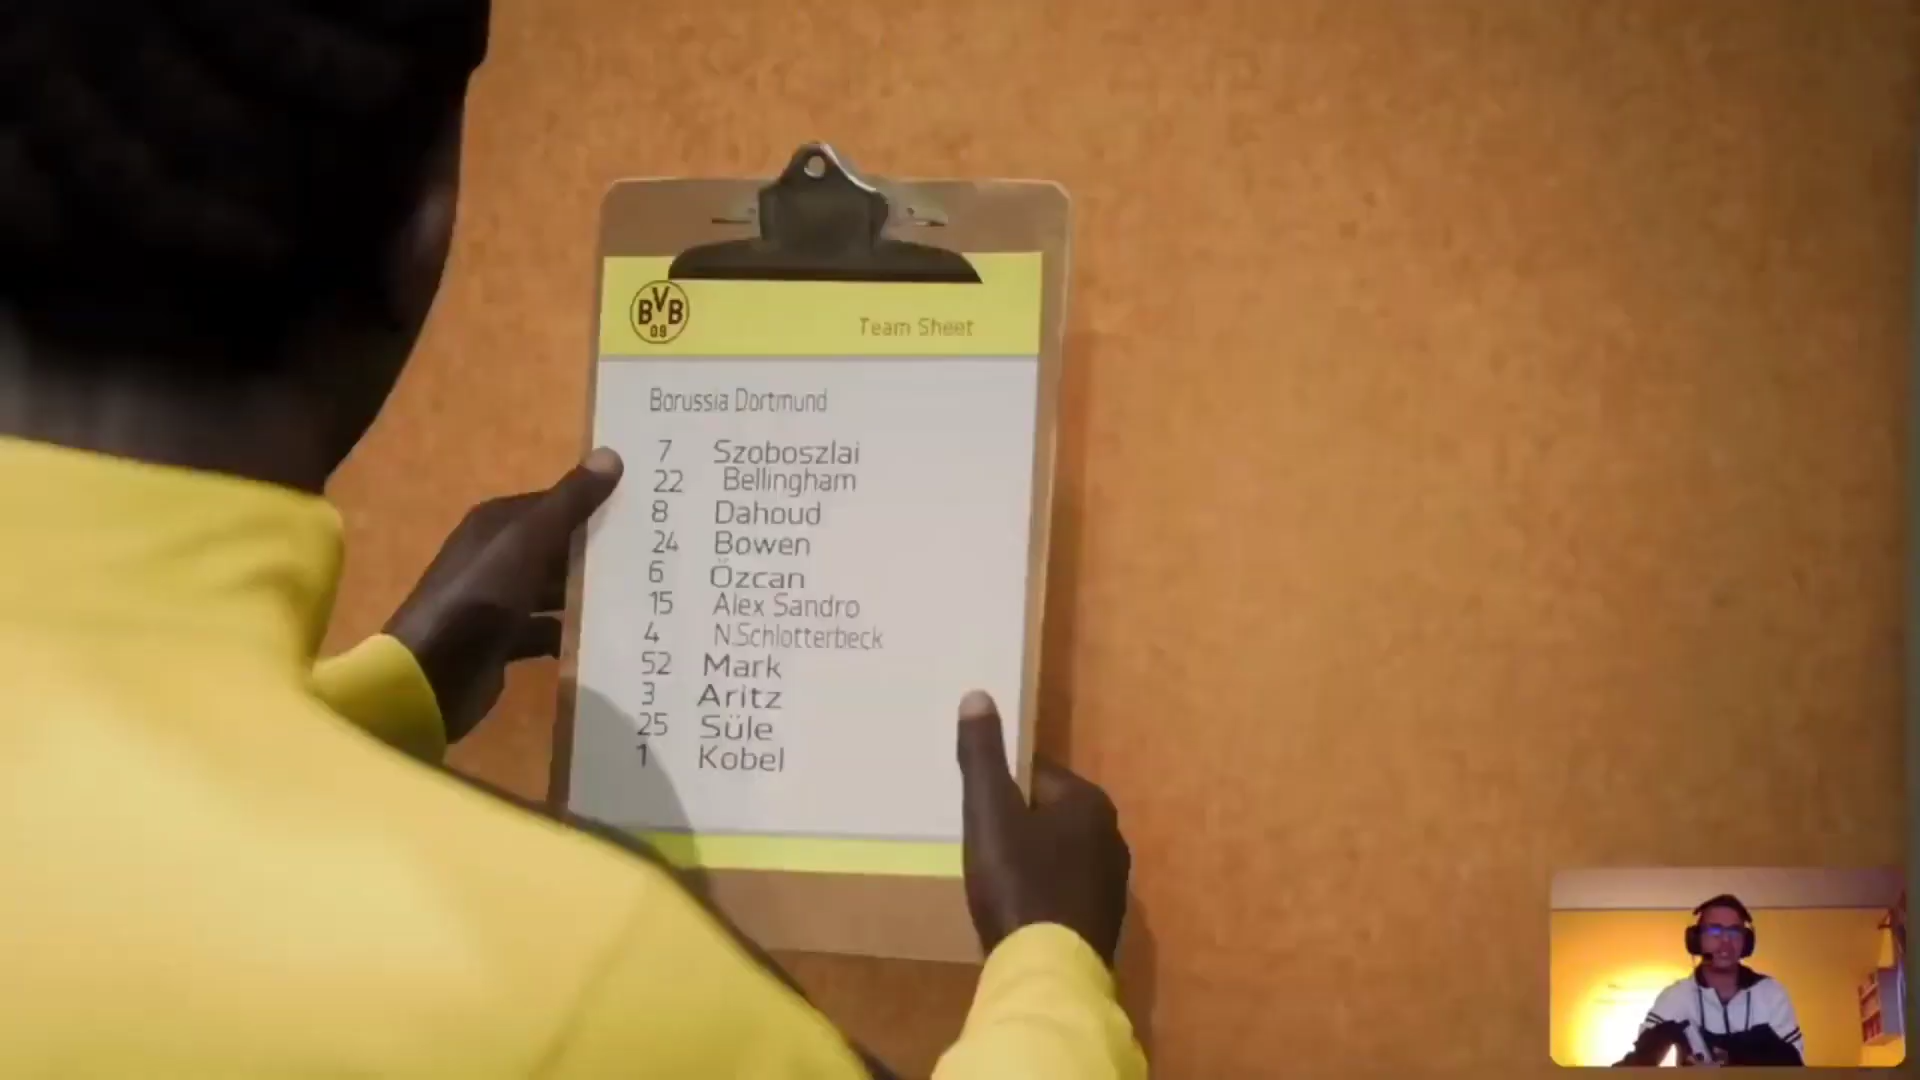 BVB
09
Team Sheet
Borussia Dortmund
7 Szoboszlai
22 Bellingham
8 Dahoud
24 Bowen
6 Özcan
15 Alex Sandro
4 N.Schlotterbeck
52 Mark
3 Aritz
25 Süle
1 Kobel